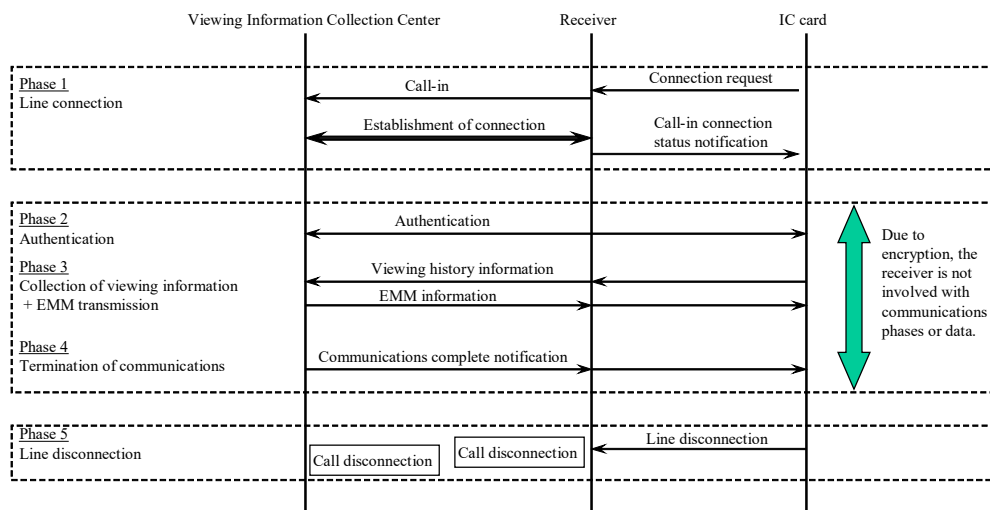 Viewing Information Collection Center
Receiver
IC card
Phase 1
Line connection
Call-in
Connection request
Establishment of connection
Call-in connection
status notification
Phase 2
Authentication
Authentication
Phase 3
Collection of viewing information
+ EMM transmission
Viewing history information
EMM information
Phase 4
Termination of communications
Communications complete notification
Due to
encryption, the
receiver is not
involved with
communications
phases or data.
Phase 5
Line disconnection
Call disconnection
Call disconnection
Line disconnection